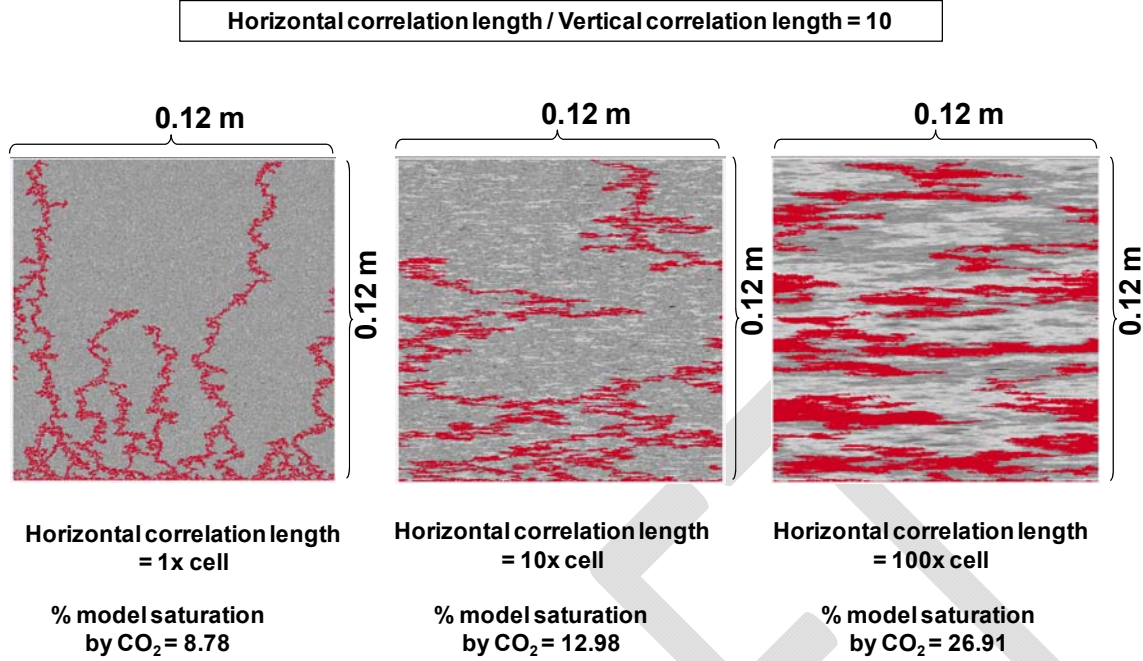 Horizontal correlation length / Vertical correlation length = 10
0.12 m
0.12 m
0.12 m
0.12 m
0.12 m
0.12 m
Horizontal correlation length
= 1x cell
% model saturation
by CO₂ = 8.78
Horizontal correlation length
= 10x cell
% model saturation
by CO₂ = 12.98
Horizontal correlation length
= 100x cell
% model saturation
by CO₂ = 26.91